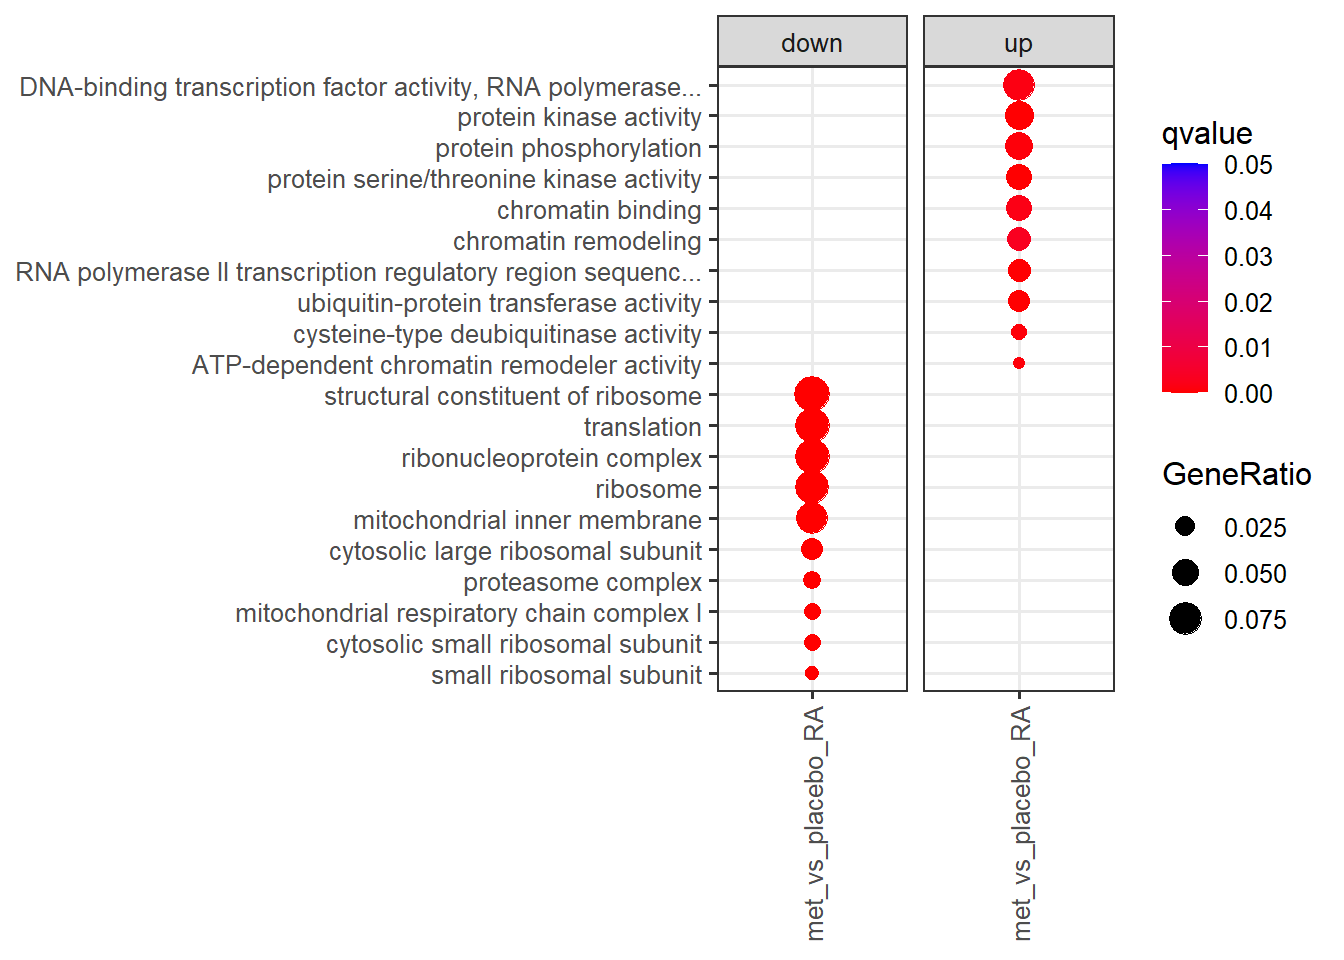 down
up
DNA-binding transcription factor activity, RNA polymerase...
protein kinase activity
protein phosphorylation
protein serine/threonine kinase activity
chromatin binding
chromatin remodeling
RNA polymerase II transcription regulatory region sequenc...
ubiquitin-protein transferase activity
cysteine-type deubiquitinase activity
ATP-dependent chromatin remodeler activity
structural constituent of ribosome
translation
ribonucleoprotein complex
ribosome
mitochondrial inner membrane
cytosolic large ribosomal subunit
proteasome complex
mitochondrial respiratory chain complex I
cytosolic small ribosomal subunit
small ribosomal subunit
met_vs_placebo_RA
met_vs_placebo_RA
qvalue
0.05
0.04
0.03
0.02
0.01
0.00
GeneRatio
0.025
0.050
0.075